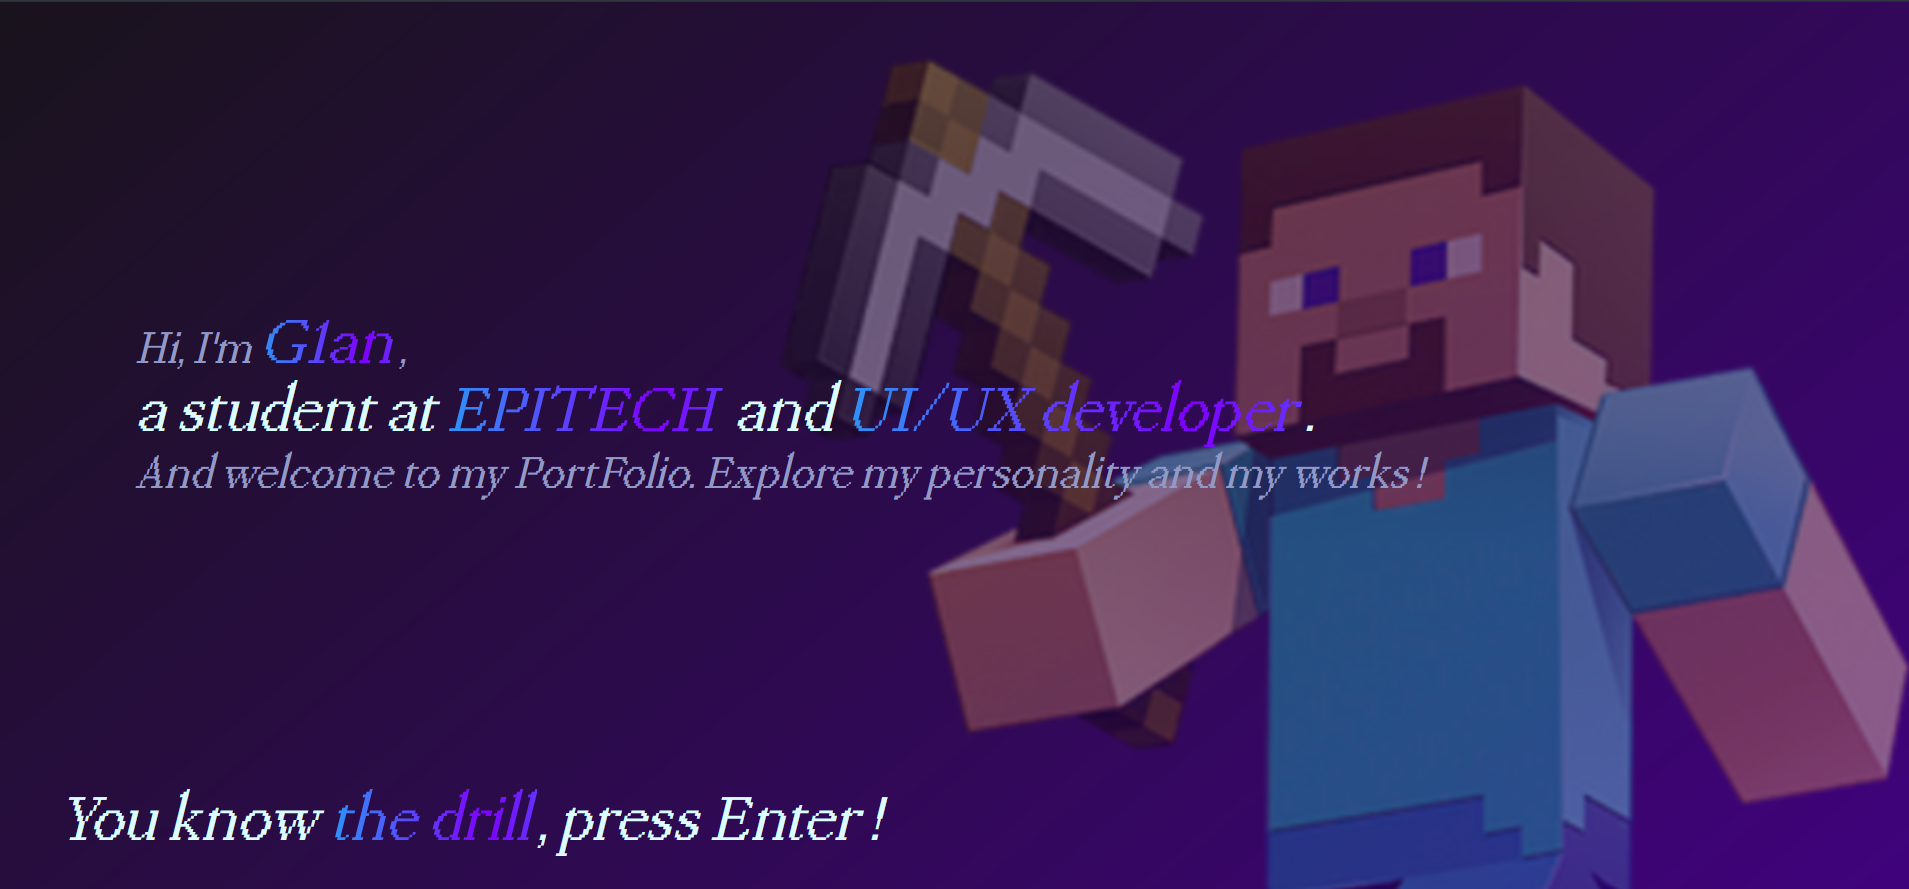 Hi, I'm G1an,
a student at EPITECH and UI/UX developer.
And welcome to my PortFolio. Explore my personality and my works!
You know the drill, press Enter!